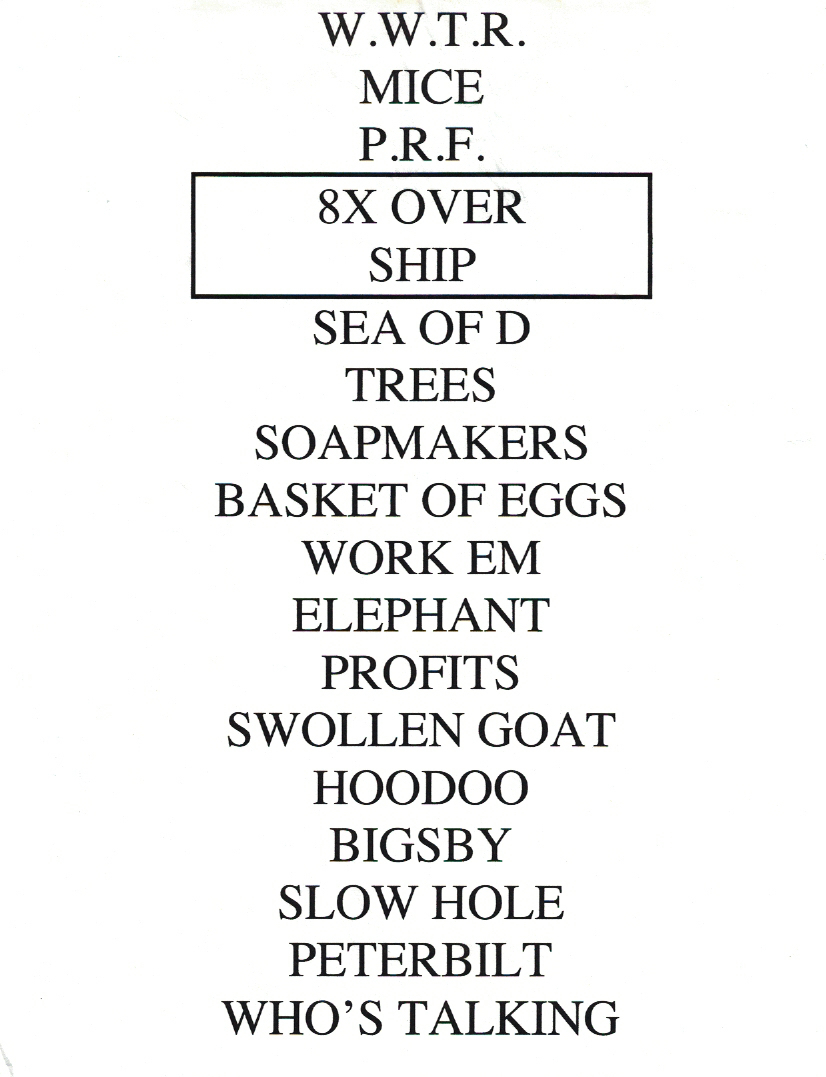 W.W.T.R.
MICE
P.R.F.
8X OVER
SHIP
SEA OF D
TREES
SOAPMAKERS
BASKET OF EGGS
WORK EM
ELEPHANT
PROFITS
SWOLLEN GOAT
HOODOO
BIGSBY
SLOW HOLE
PETERBILT
WHO'S TALKING